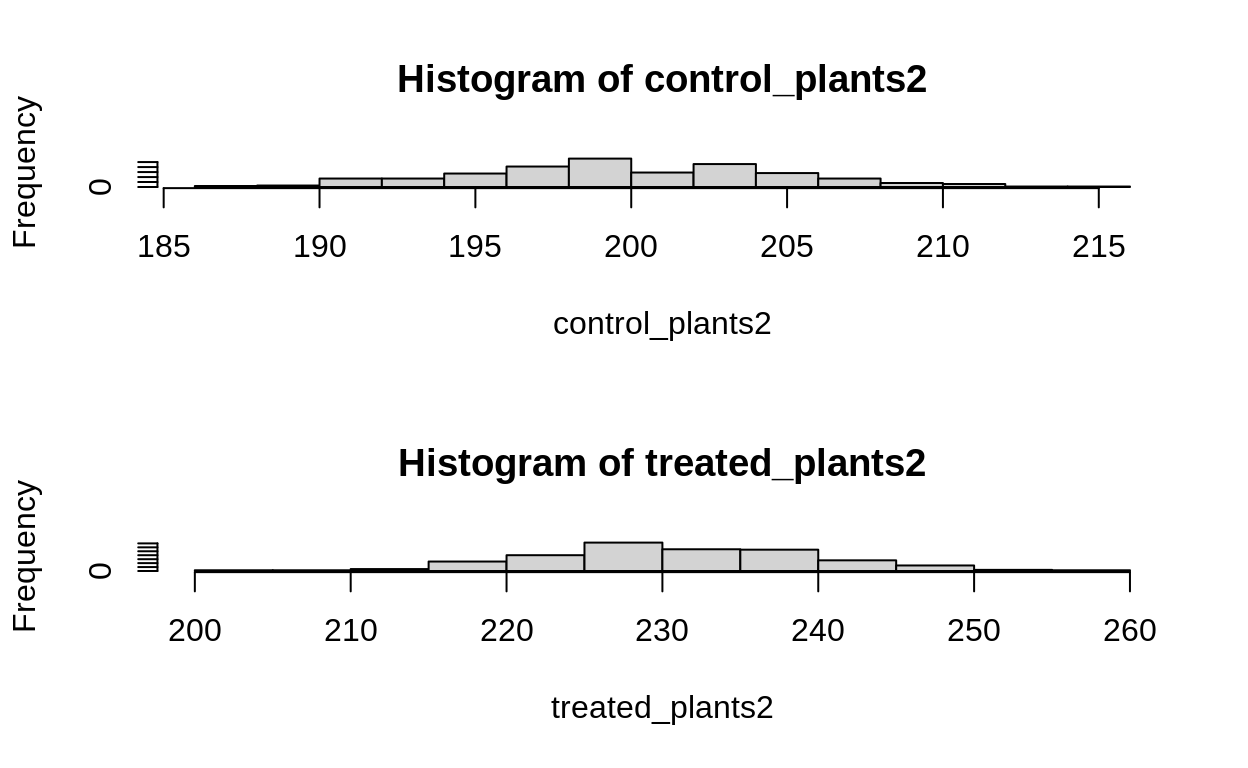 Histogram of control_plants2
Frequency
0
185 190 195 200 205 210 215
control_plants2
Histogram of treated_plants2
Frequency
0
200 210 220 230 240 250 260
treated_plants2